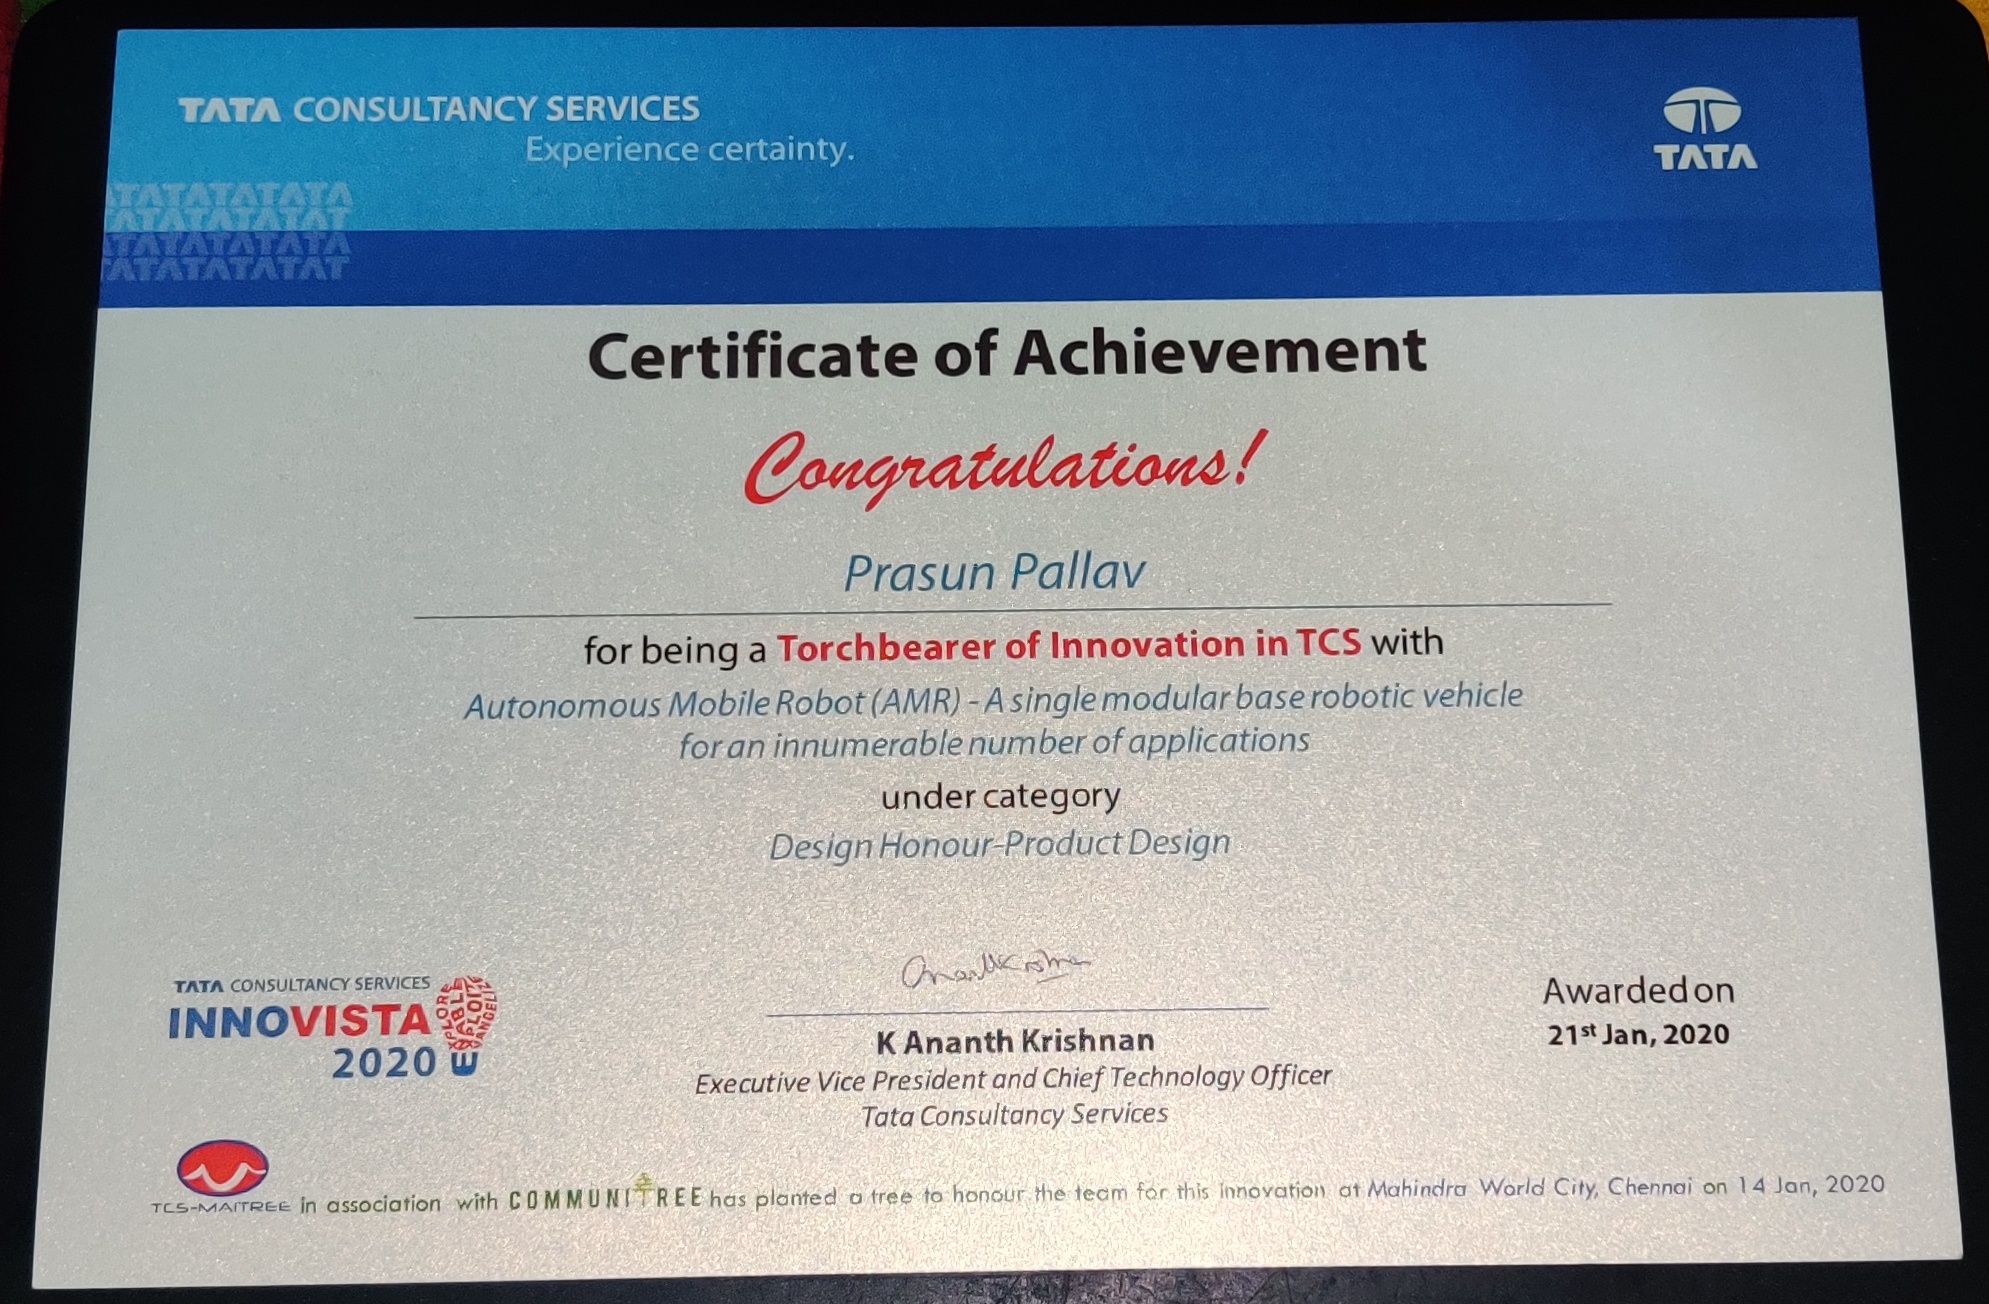 TATA CONSULTANCY SERVICES
Experience certainty.
TATA
TATATATATATA
ATATATATATAT
TATATATATATA
ATATATATATAT
Certificate of Achievement
Congratulations!
Prasun Pallav
for being a Torchbearer of Innovation in TCS with
Autonomous Mobile Robot (AMR) - A single modular base robotic vehicle
for an innumerable number of applications
under category
Design Honour-Product Design
K Ananth Krishnan
Executive Vice President and Chief Technology Officer
Tata Consultancy Services
TATA CONSULTANCY SERVICES
INNOVISTA
2020
Awarded on
21st Jan, 2020
TCS-MAITREE in association with COMMUNITREE has planted a tree to honour the team for this innovation at Mahindra World City, Chennai on 14 Jan, 2020